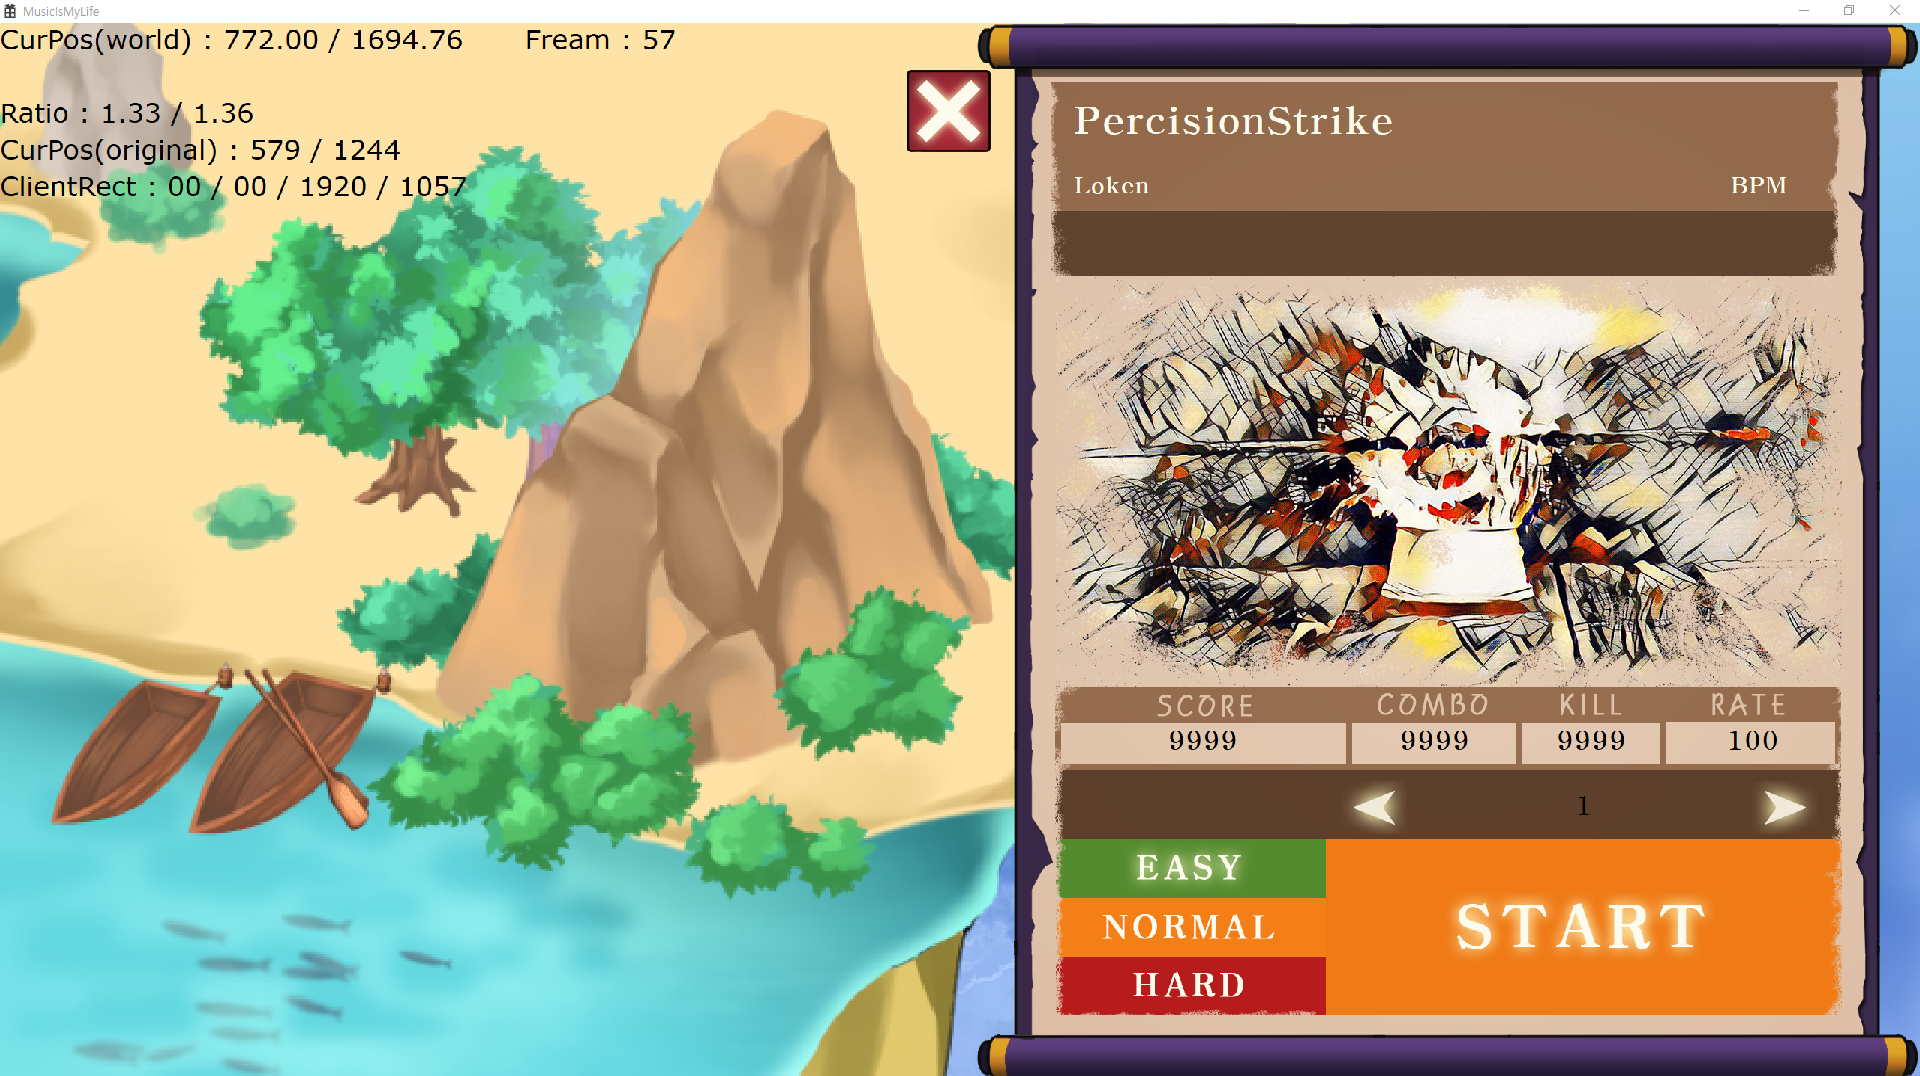 MusicIsMyLife
CurPos(world) : 772.00 / 1694.76 Fream : 57
Ratio : 1.33 / 1.36
CurPos(original) : 579 / 1244
ClientRect : 00 / 00 / 1920 / 1057
PercisionStrike
Loken BPM
SCORE COMBO KILL RATE
9999 9999 9999 100
1
EASY
NORMAL
HARD
START